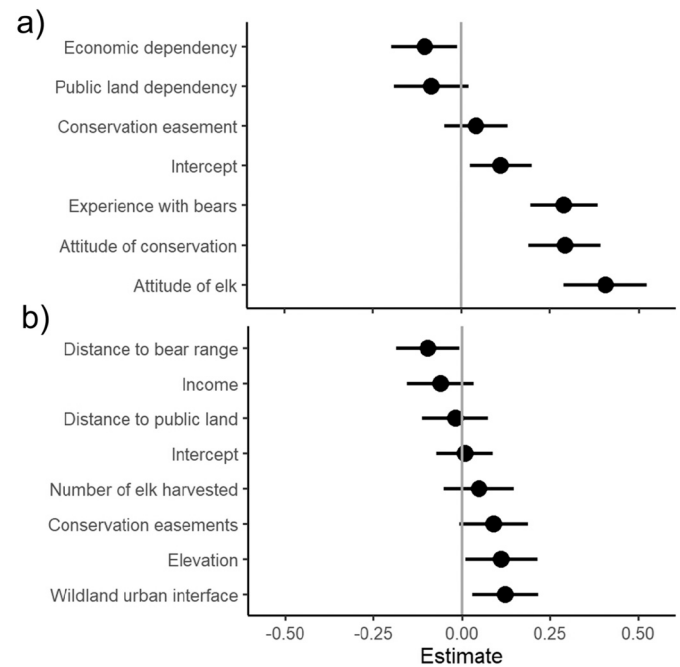 a)
Economic dependency
Public land dependency
Conservation easement
Intercept
Experience with bears
Attitude of conservation
Attitude of elk
b)
Distance to bear range
Income
Distance to public land
Intercept
Number of elk harvested
Conservation easements
Elevation
Wildland urban interface
-0.50 -0.25 0.00 0.25 0.50
Estimate